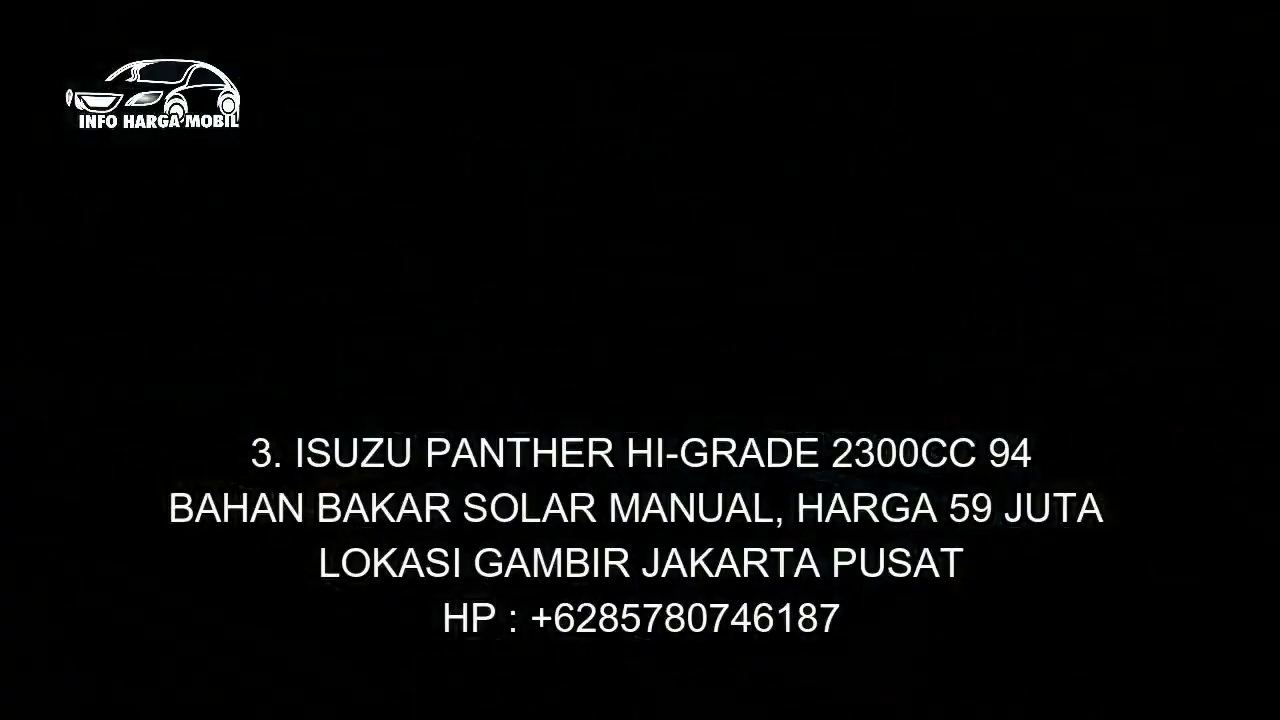 INFO HARGA MOBIL
3. ISUZU PANTHER HI-GRADE 2300CC 94
BAHAN BAKAR SOLAR MANUAL, HARGA 59 JUTA
LOKASI GAMBIR JAKARTA PUSAT
HP : +6285780746187